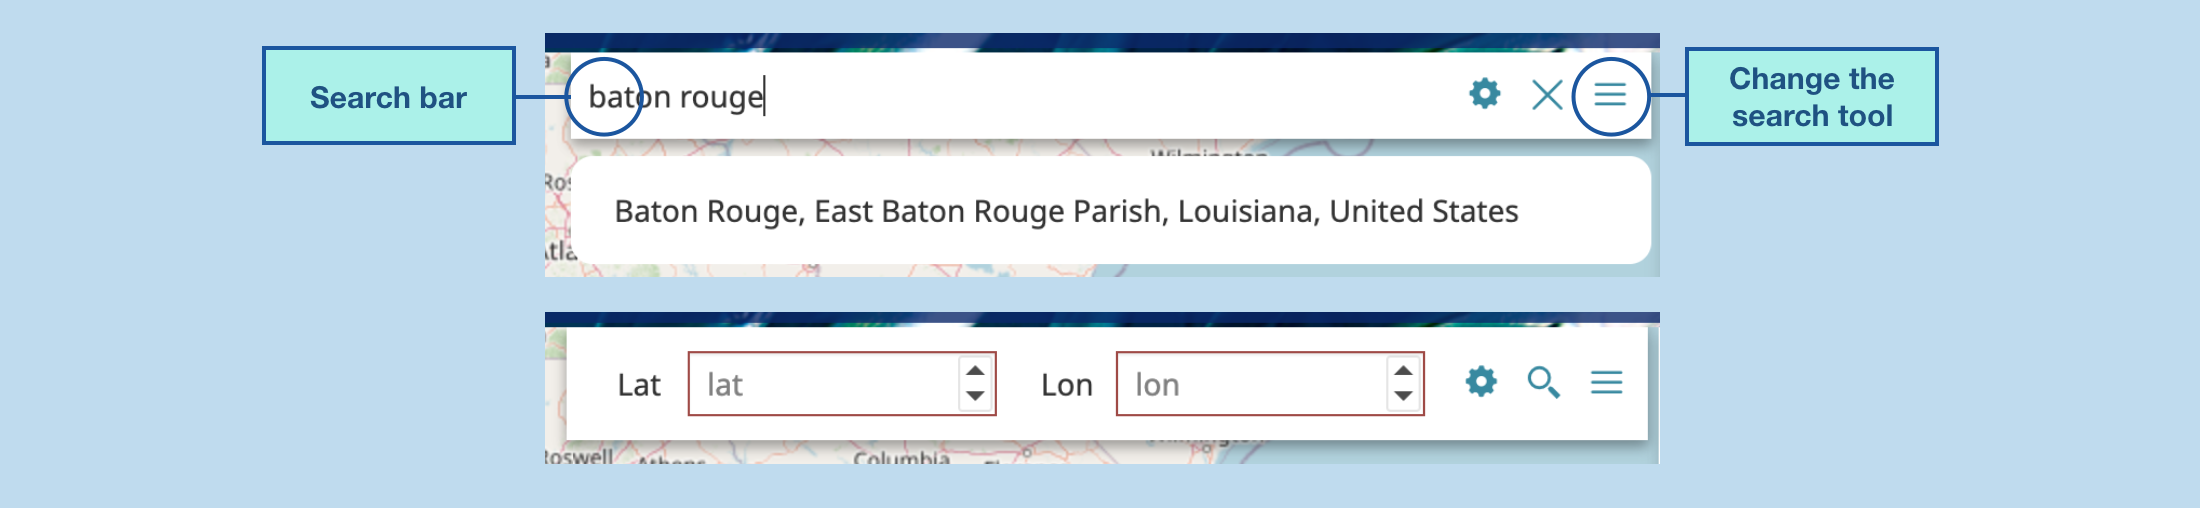 Search bar
baton rouge
Change the
search tool
Wilmington
Baton Rouge, East Baton Rouge Parish, Louisiana, United States
Lat
lat
Lon
lon
Roswell
Athens
Columbia